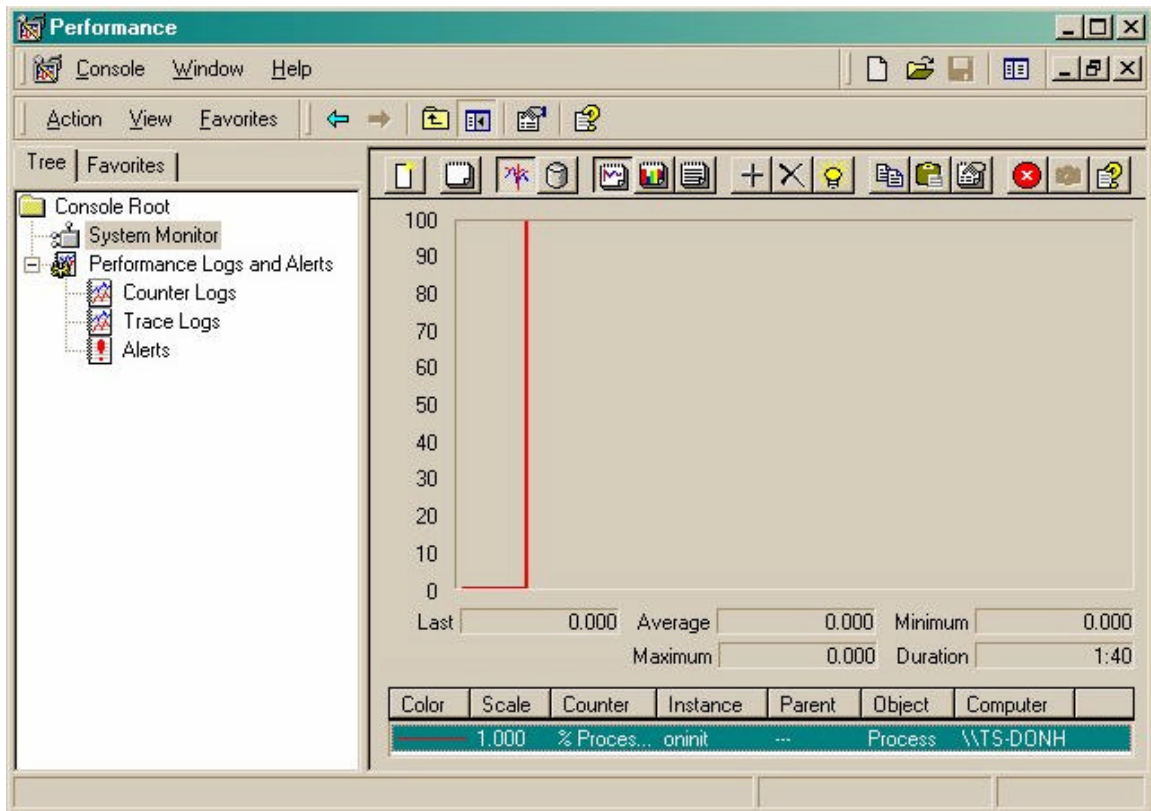 Performance
Console Window Help
Action View Favorites
Tree Favorites
Console Root
System Monitor
Performance Logs and Alerts
Counter Logs
Trace Logs
Alerts
100
90
80
70
60
50
40
30
20
10
0
Last 0.000 Average 0.000 Minimum 0.000
Maximum 0.000 Duration 1:40
Color Scale Counter Instance Parent Object Computer
1.000 % Proces... oninit --- Process \\TS-DONH